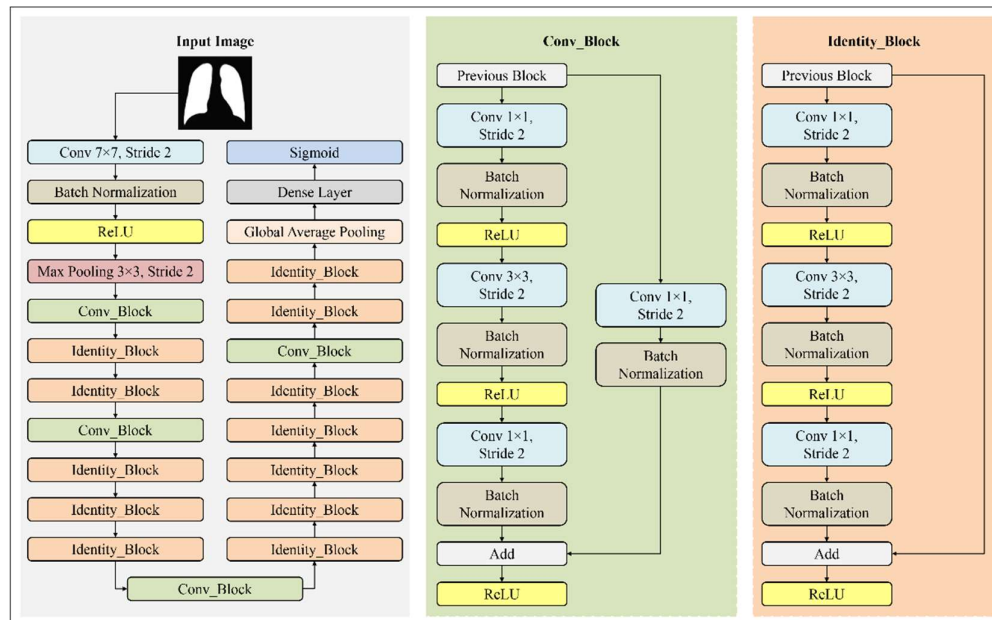 Input Image
Conv 7×7, Stride 2
Batch Normalization
ReLU
Max Pooling 3×3, Stride 2
Conv_Block
Identity_Block
Identity_Block
Conv_Block
Identity_Block
Identity_Block
Identity_Block
Conv_Block
Identity_Block
Identity_Block
Identity_Block
Identity_Block
Identity_Block
Conv_Block
Identity_Block
Identity_Block
Global Average Pooling
Dense Layer
Sigmoid
Conv_Block
Previous Block
Conv 1×1,
Stride 2
Batch
Normalization
ReLU
Conv 3×3,
Stride 2
Batch
Normalization
ReLU
Conv 1×1,
Stride 2
Batch
Normalization
Add
ReLU
Conv 1×1,
Stride 2
Batch
Normalization
Identity_Block
Previous Block
Conv 1×1,
Stride 2
Batch
Normalization
ReLU
Conv 3×3,
Stride 2
Batch
Normalization
ReLU
Conv 1×1,
Stride 2
Batch
Normalization
Add
ReLU